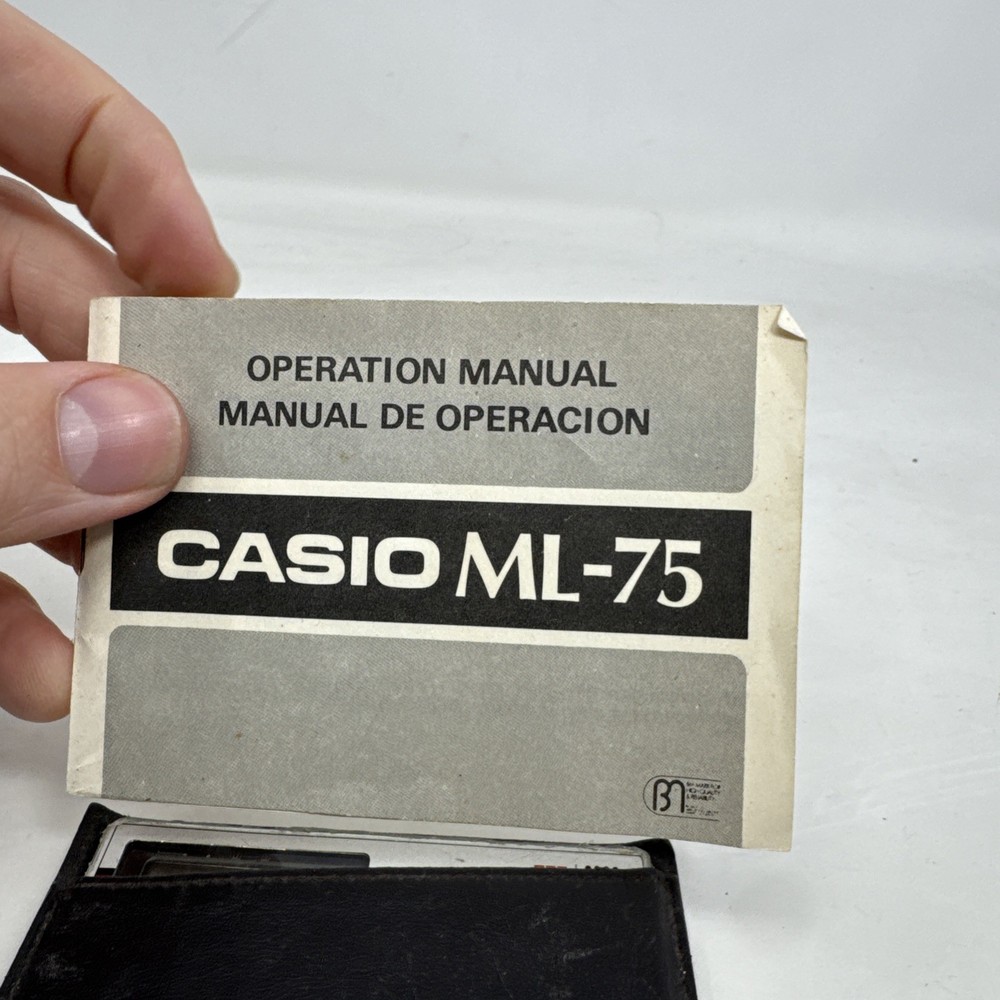 OPERATION MANUAL
MANUAL DE OPERACION
CASIO ML-75